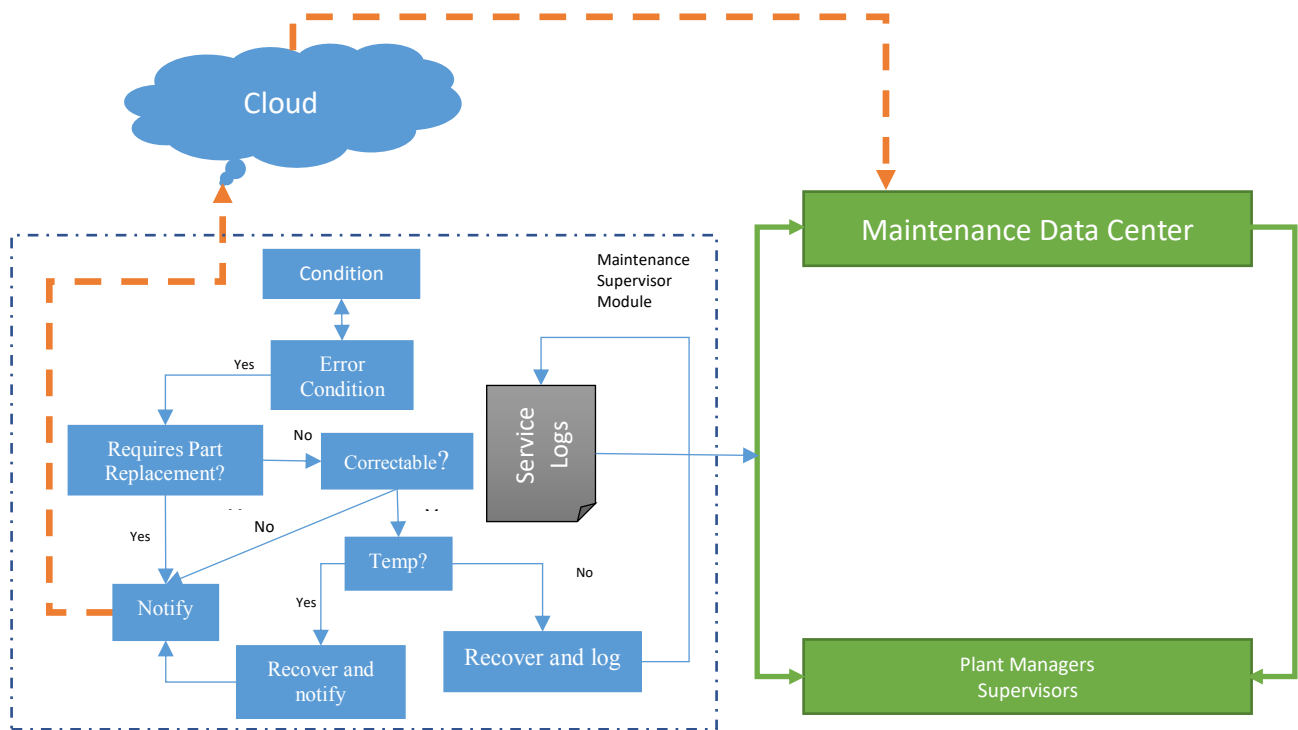 Cloud
Maintenance Data Center
Maintenance
Supervisor
Module
Condition
Yes
Error
Condition
Service
Logs
Requires Part
Replacement?
No
Correctable?
Yes
No
Temp?
No
Notify
Yes
Recover and
notify
Recover and log
Plant Managers
Supervisors